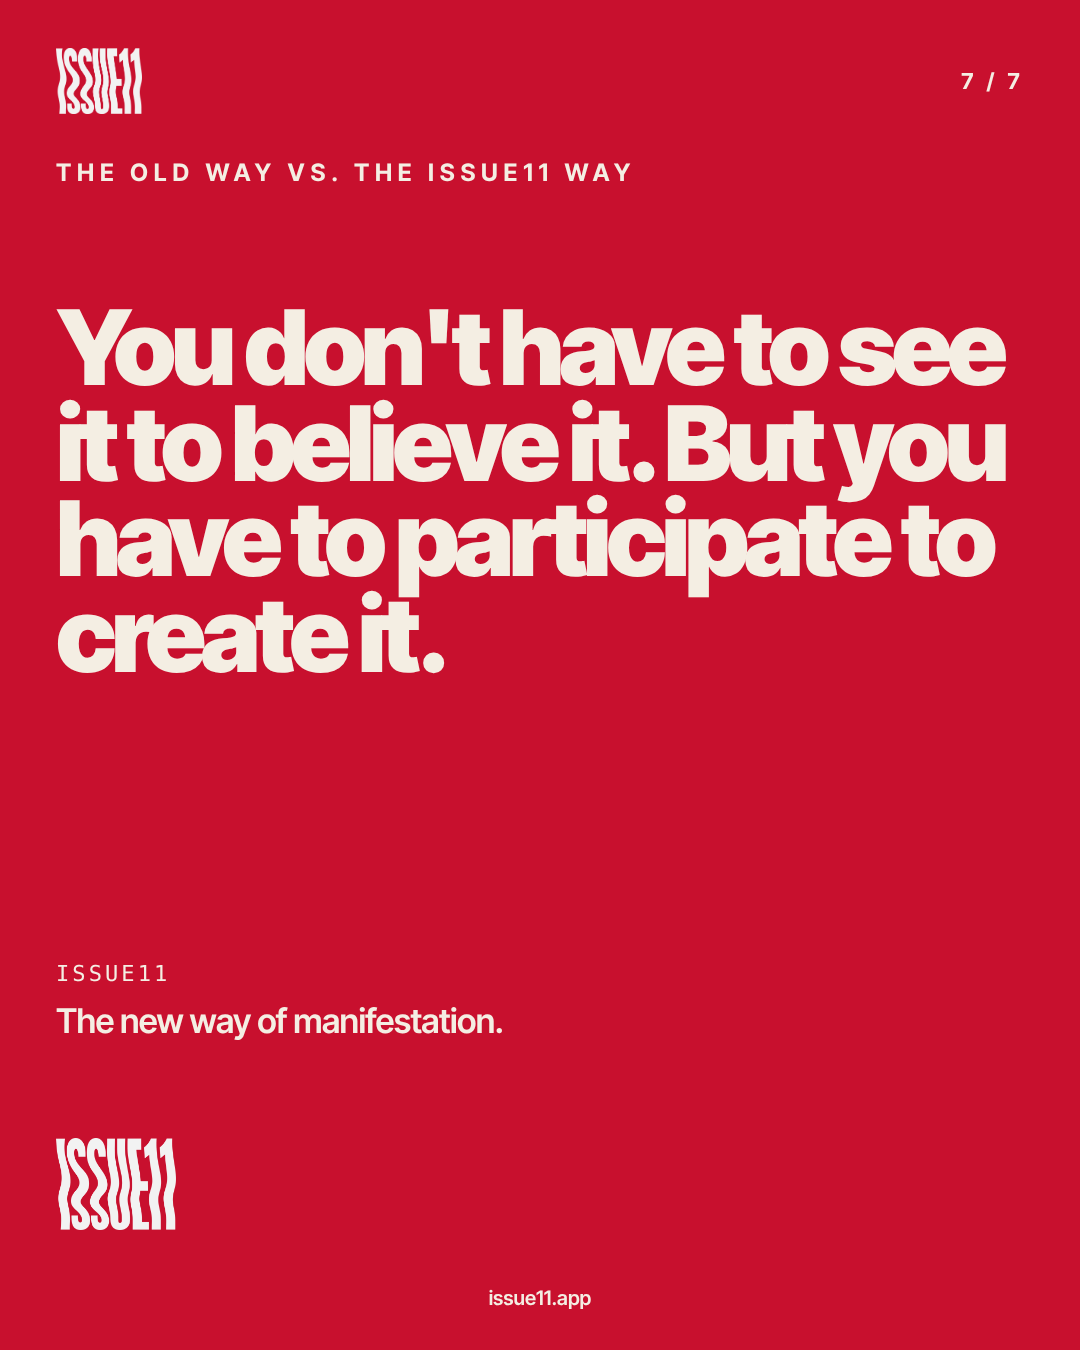 ISSUE11
7 / 7
THE OLD WAY VS. THE ISSUE11 WAY
You don't have to see
it to believe it. But you
have to participate to
create it.
ISSUE11
The new way of manifestation.
ISSUE11
issue11.app